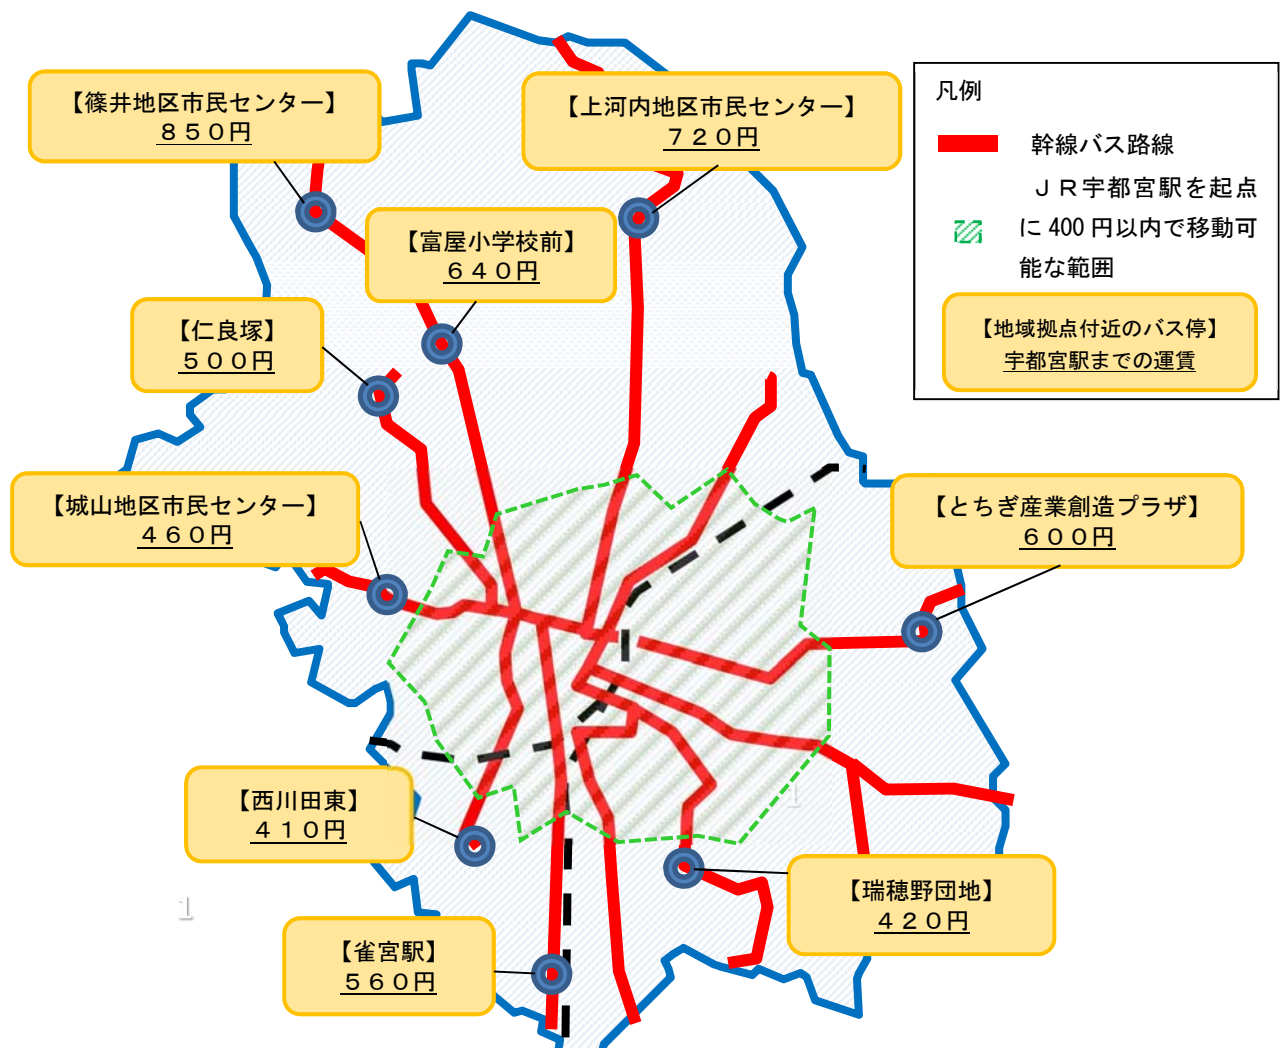 【篠井地区市民センター】
８５０円
【上河内地区市民センター】
７２０円
凡例
幹線バス路線
ＪＲ宇都宮駅を起点
に 400 円以内で移動可
能な範囲
【地域拠点付近のバス停】
宇都宮駅までの運賃
【富屋小学校前】
６４０円
【仁良塚】
５００円
【城山地区市民センター】
４６０円
【とちぎ産業創造プラザ】
６００円
【西川田東】
４１０円
1
【瑞穂野団地】
４２０円
1
【雀宮駅】
５６０円